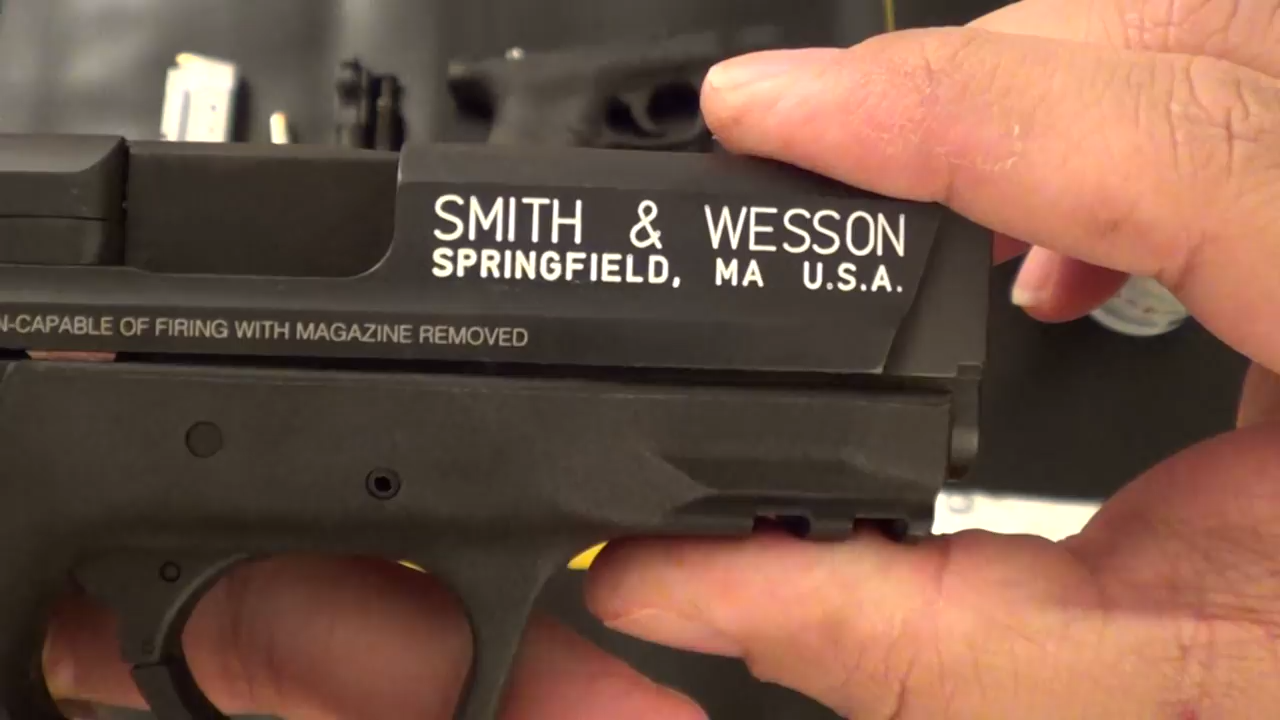 SMITH & WESSON
SPRINGFIELD, MA U.S.A.
N-CAPABLE OF FIRING WITH MAGAZINE REMOVED